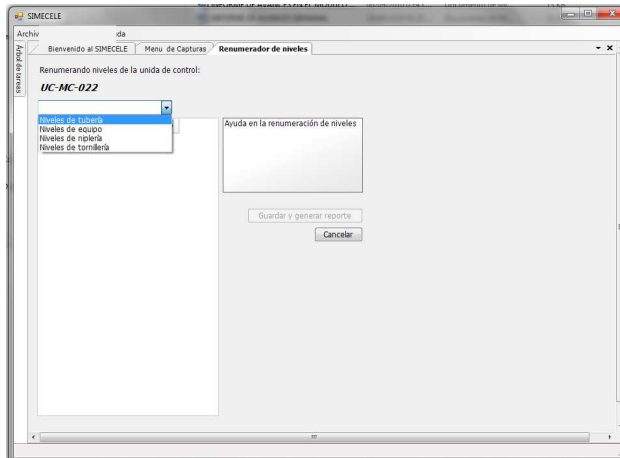 SIMECELE
Archiv da
Arbol de tareas
Bienvenido al SIMECELE
Menu de Capturas
Renumerador de niveles
Renumerando niveles de la unida de control:
UC-MC-022
Niveles de tubería
Niveles de equipo
Niveles de niplería
Niveles de tornillería
Ayuda en la renumeración de niveles
Guardar y generar reporte
Cancelar